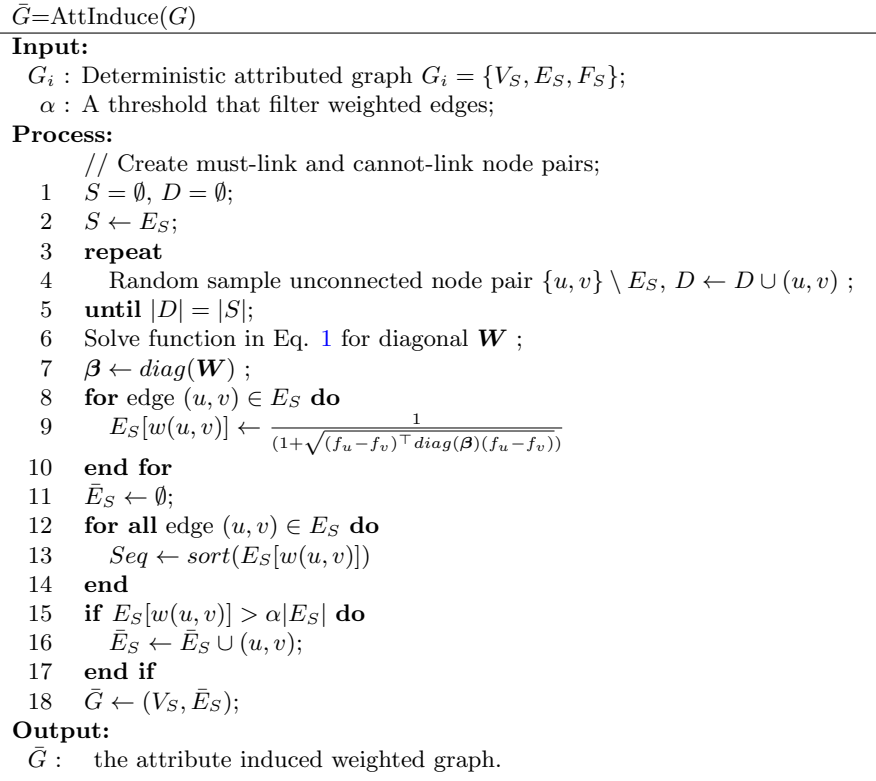 Ḡ=AttInduce(G)
Input:
G_i : Deterministic attributed graph G_i = {V_S, E_S, F_S};
α : A threshold that filter weighted edges;
Process:
// Create must-link and cannot-link node pairs;
1 S = ∅, D = ∅;
2 S ← E_S;
3 repeat
4 Random sample unconnected node pair {u, v} \ E_S, D ← D ∪ (u, v) ;
5 until |D| = |S|;
6 Solve function in Eq. 1 for diagonal W ;
7 β ← diag(W) ;
8 for edge (u, v) ∈ E_S do
9 E_S[w(u, v)] ← 1/(1+√((f_u−f_v)^⊤ diag(β)(f_u−f_v)))
10 end for
11 Ē_S ← ∅;
12 for all edge (u, v) ∈ E_S do
13 Seq ← sort(E_S[w(u, v)])
14 end
15 if E_S[w(u, v)] > α|E_S| do
16 Ē_S ← Ē_S ∪ (u, v);
17 end if
18 Ḡ ← (V_S, Ē_S);
Output:
Ḡ : the attribute induced weighted graph.